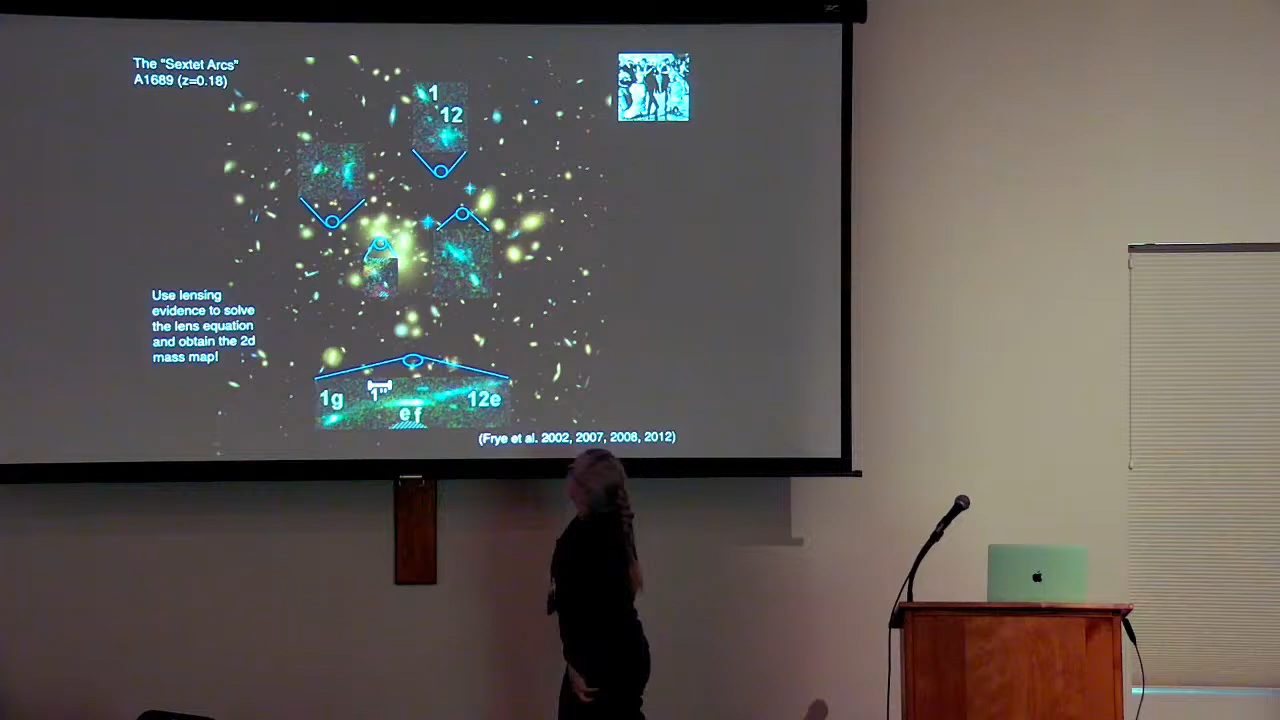 The "Sextet Arcs"
A1689 (z=0.18)
1
12
Use lensing
evidence to solve
the lens equation
and obtain the 2d
mass map!
1g
1"
ef
12e
(Frye et al. 2002, 2007, 2008, 2012)